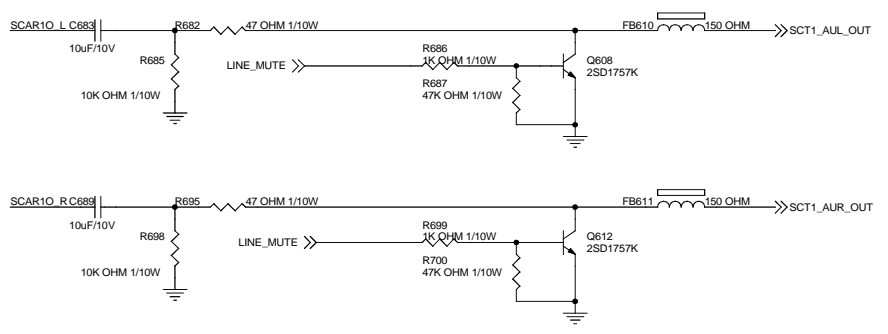 SCAR1O_L C683 R682 47 OHM 1/10W FB610 150 OHM SCT1_AUL_OUT
10uF/10V
R685
10K OHM 1/10W
LINE_MUTE
R686
1K OHM 1/10W
R687
47K OHM 1/10W
Q608
2SD1757K
SCAR1O_R C689 R695 47 OHM 1/10W FB611 150 OHM SCT1_AUR_OUT
10uF/10V
R698
10K OHM 1/10W
LINE_MUTE
R699
1K OHM 1/10W
R700
47K OHM 1/10W
Q612
2SD1757K